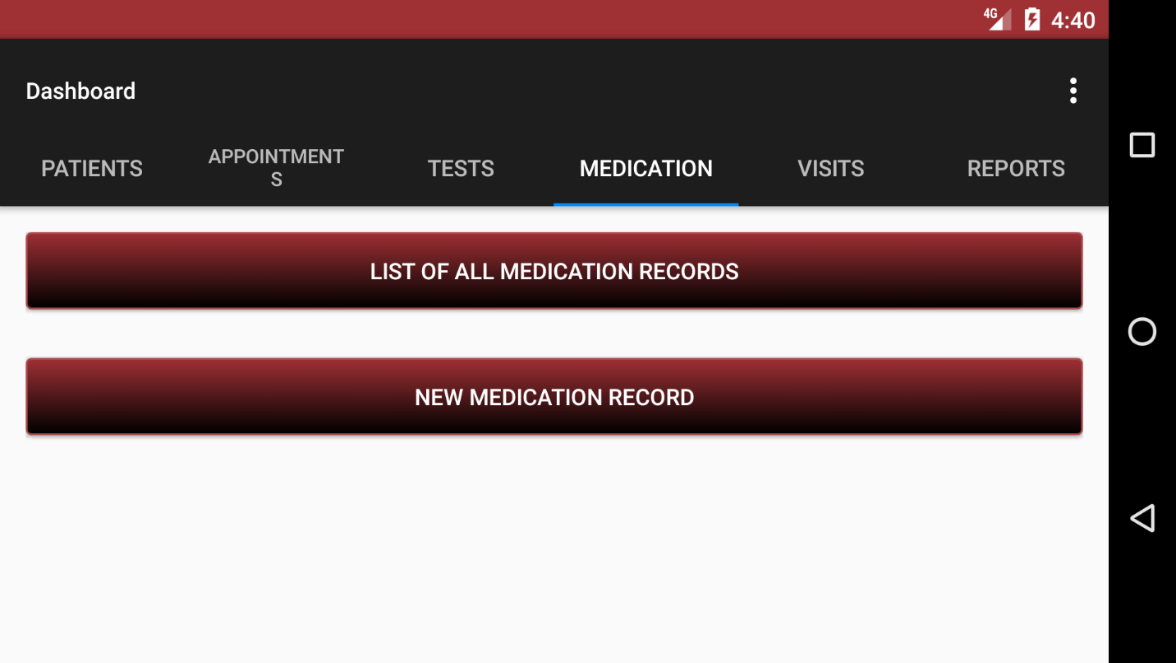 4G 4:40
Dashboard
PATIENTS
APPOINTMENT
S
TESTS
MEDICATION
VISITS
REPORTS
LIST OF ALL MEDICATION RECORDS
NEW MEDICATION RECORD